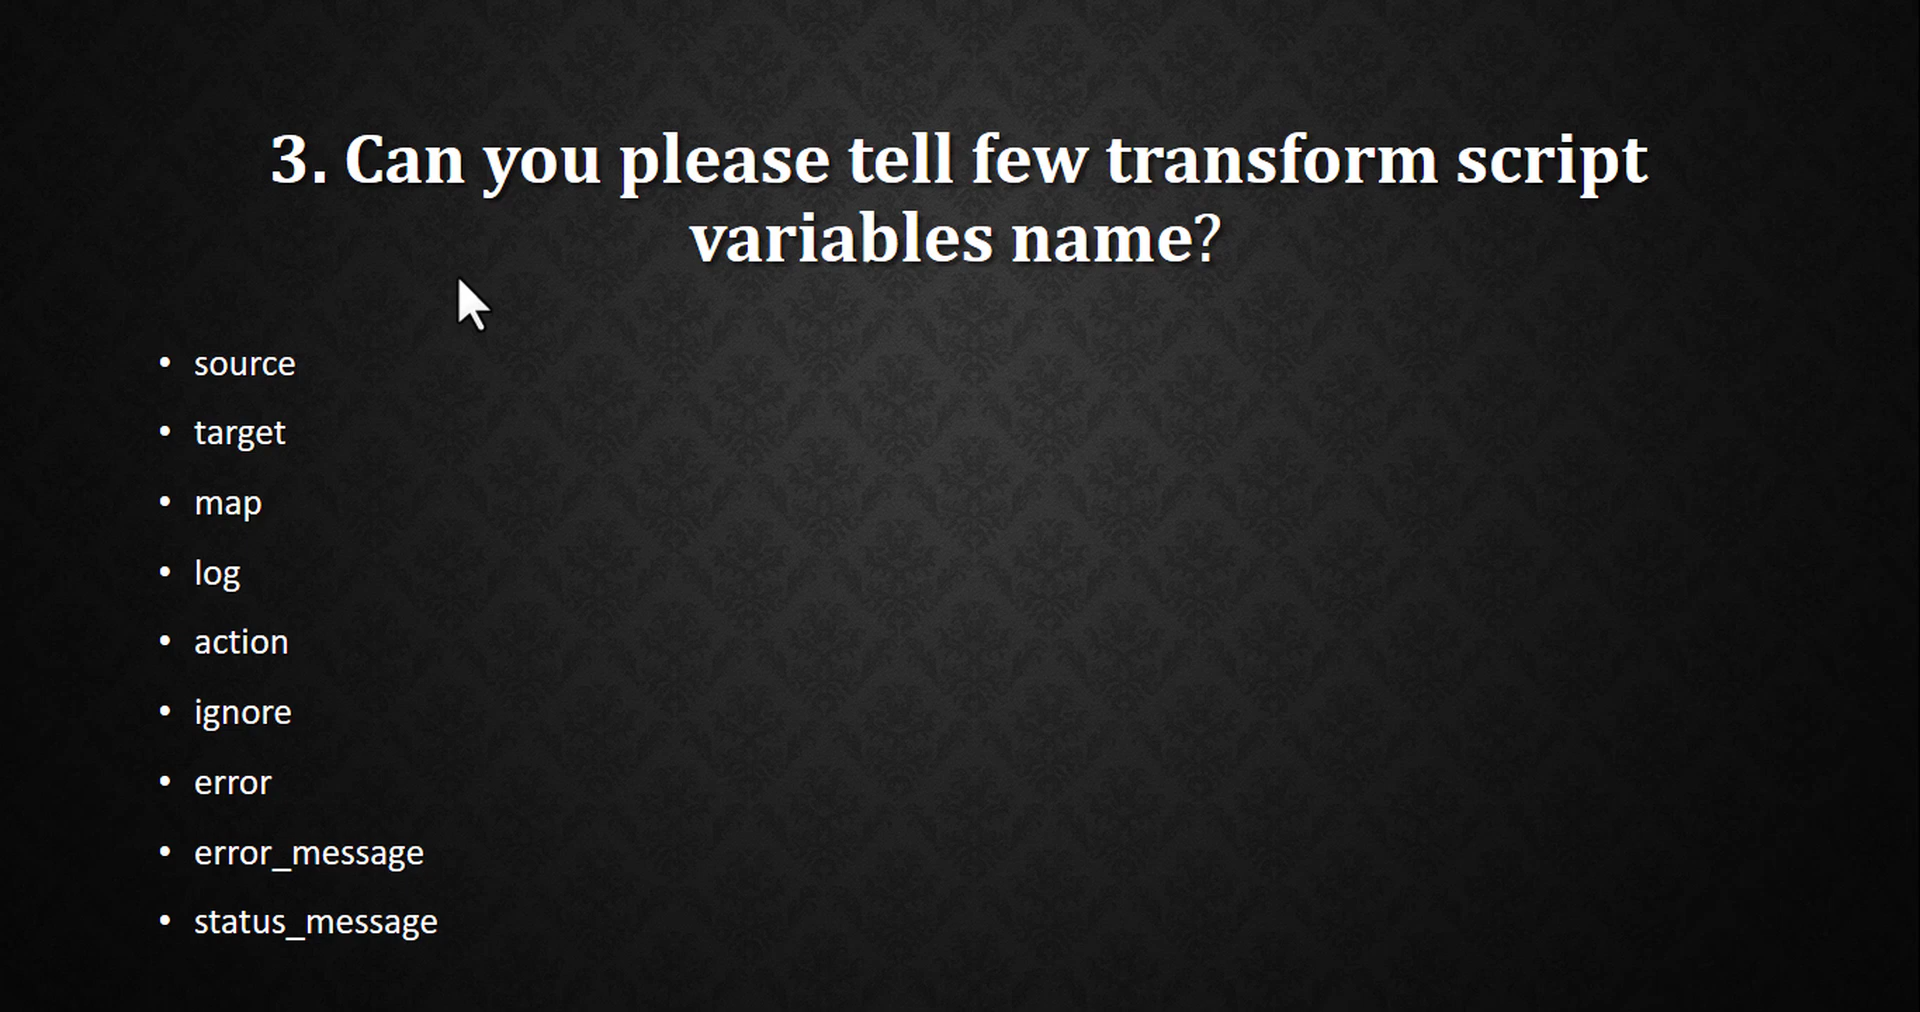 3. Can you please tell few transform script
variables name?
• source
• target
• map
• log
• action
• ignore
• error
• error_message
• status_message